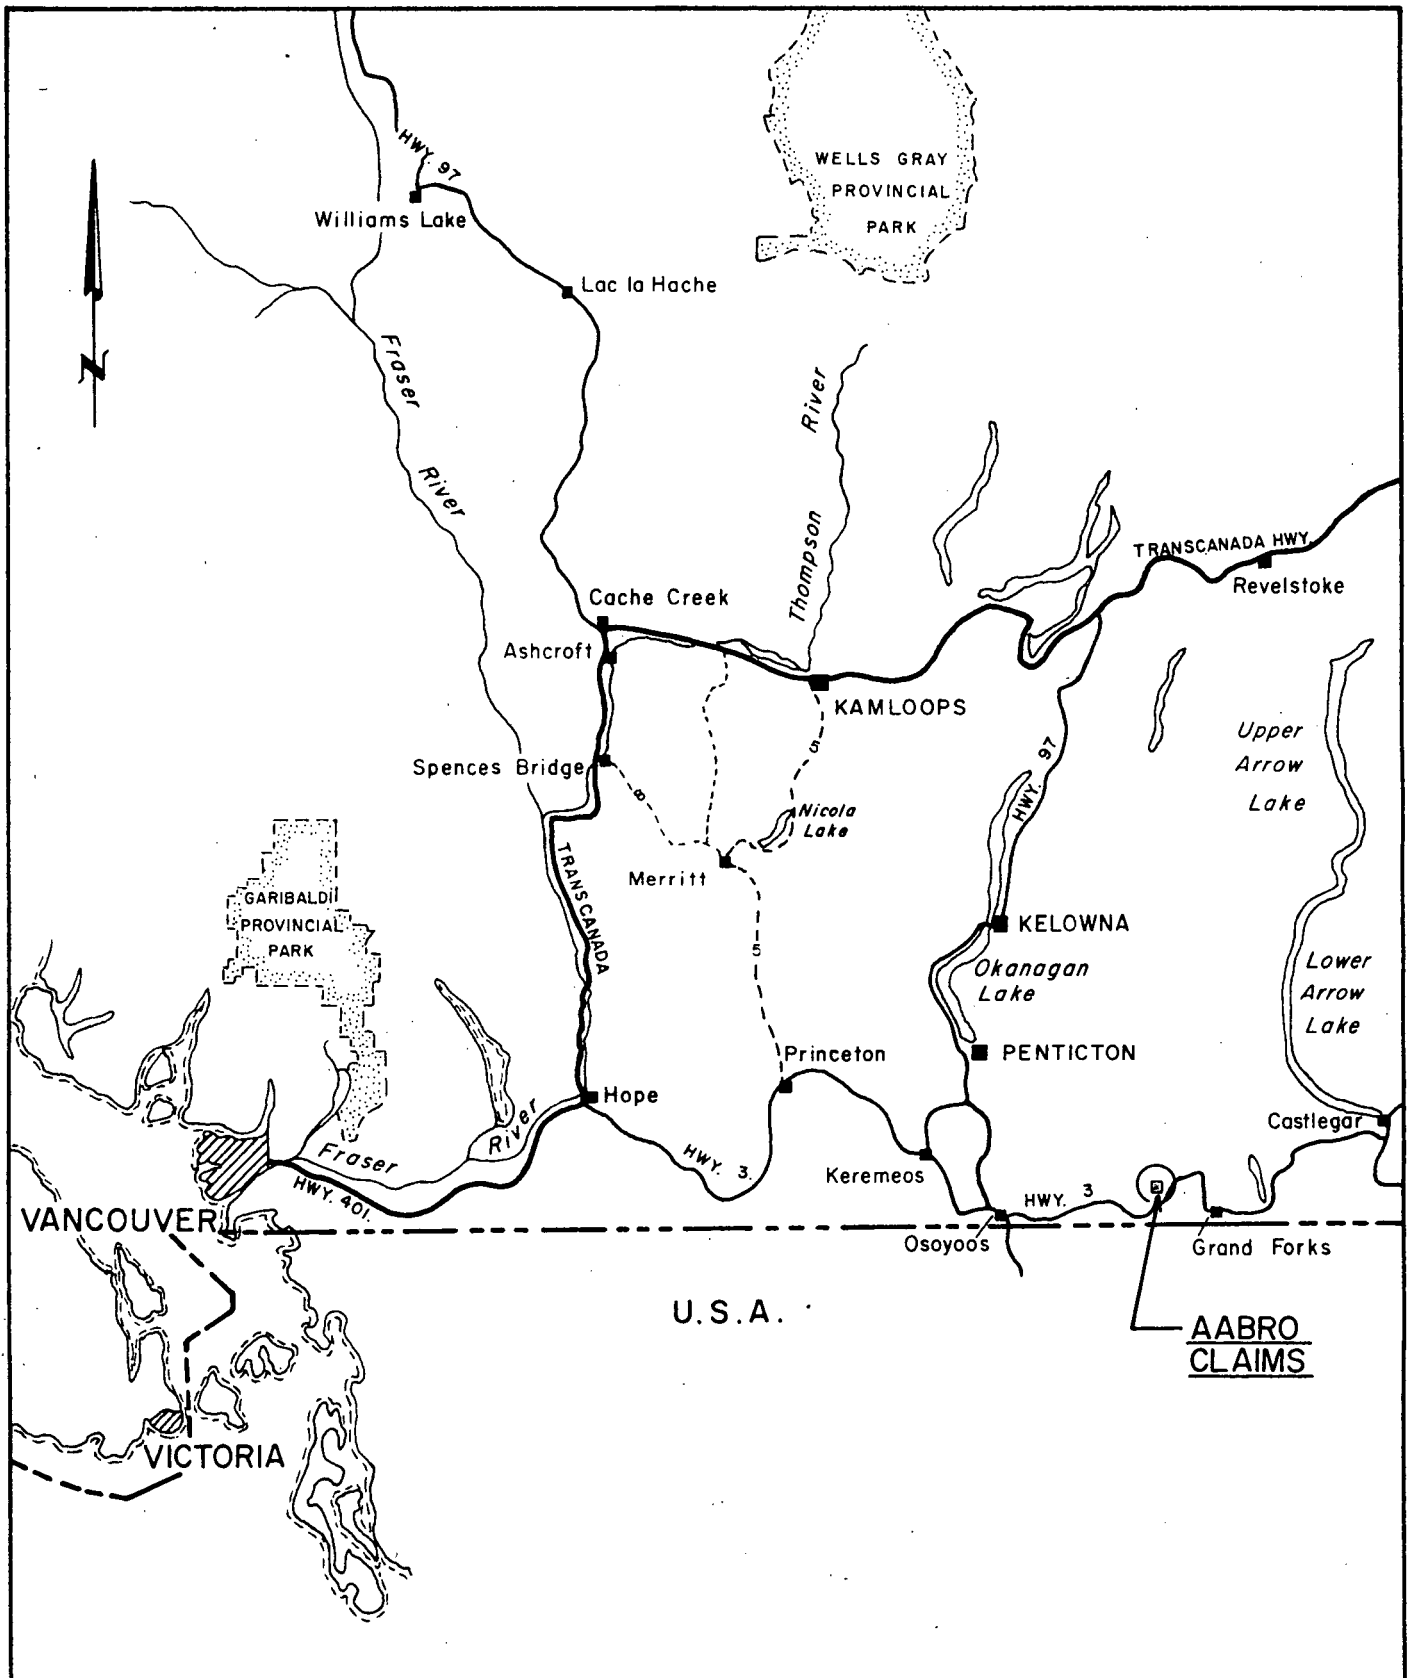 HWY. 97
WELLS GRAY
PROVINCIAL
PARK
Williams Lake
Lac la Hache
N
Fraser
River
River
Thompson
TRANSCANADA HWY.
Revelstoke
Cache Creek
Ashcroft
KAMLOOPS
Spences Bridge
8
5
HWY. 97
Upper
Arrow
Lake
Nicola
Lake
Merritt
TRANSCANADA
GARIBALDI
PROVINCIAL
PARK
5
KELOWNA
Okanagan
Lake
Lower
Arrow
Lake
Princeton
PENTICTON
Hope
Castlegar
Fraser
River
HWY. 401.
HWY. 3.
Keremeos
HWY. 3
VANCOUVER
Osoyoo's
Grand Forks
U.S.A.
AABRO
CLAIMS
VICTORIA